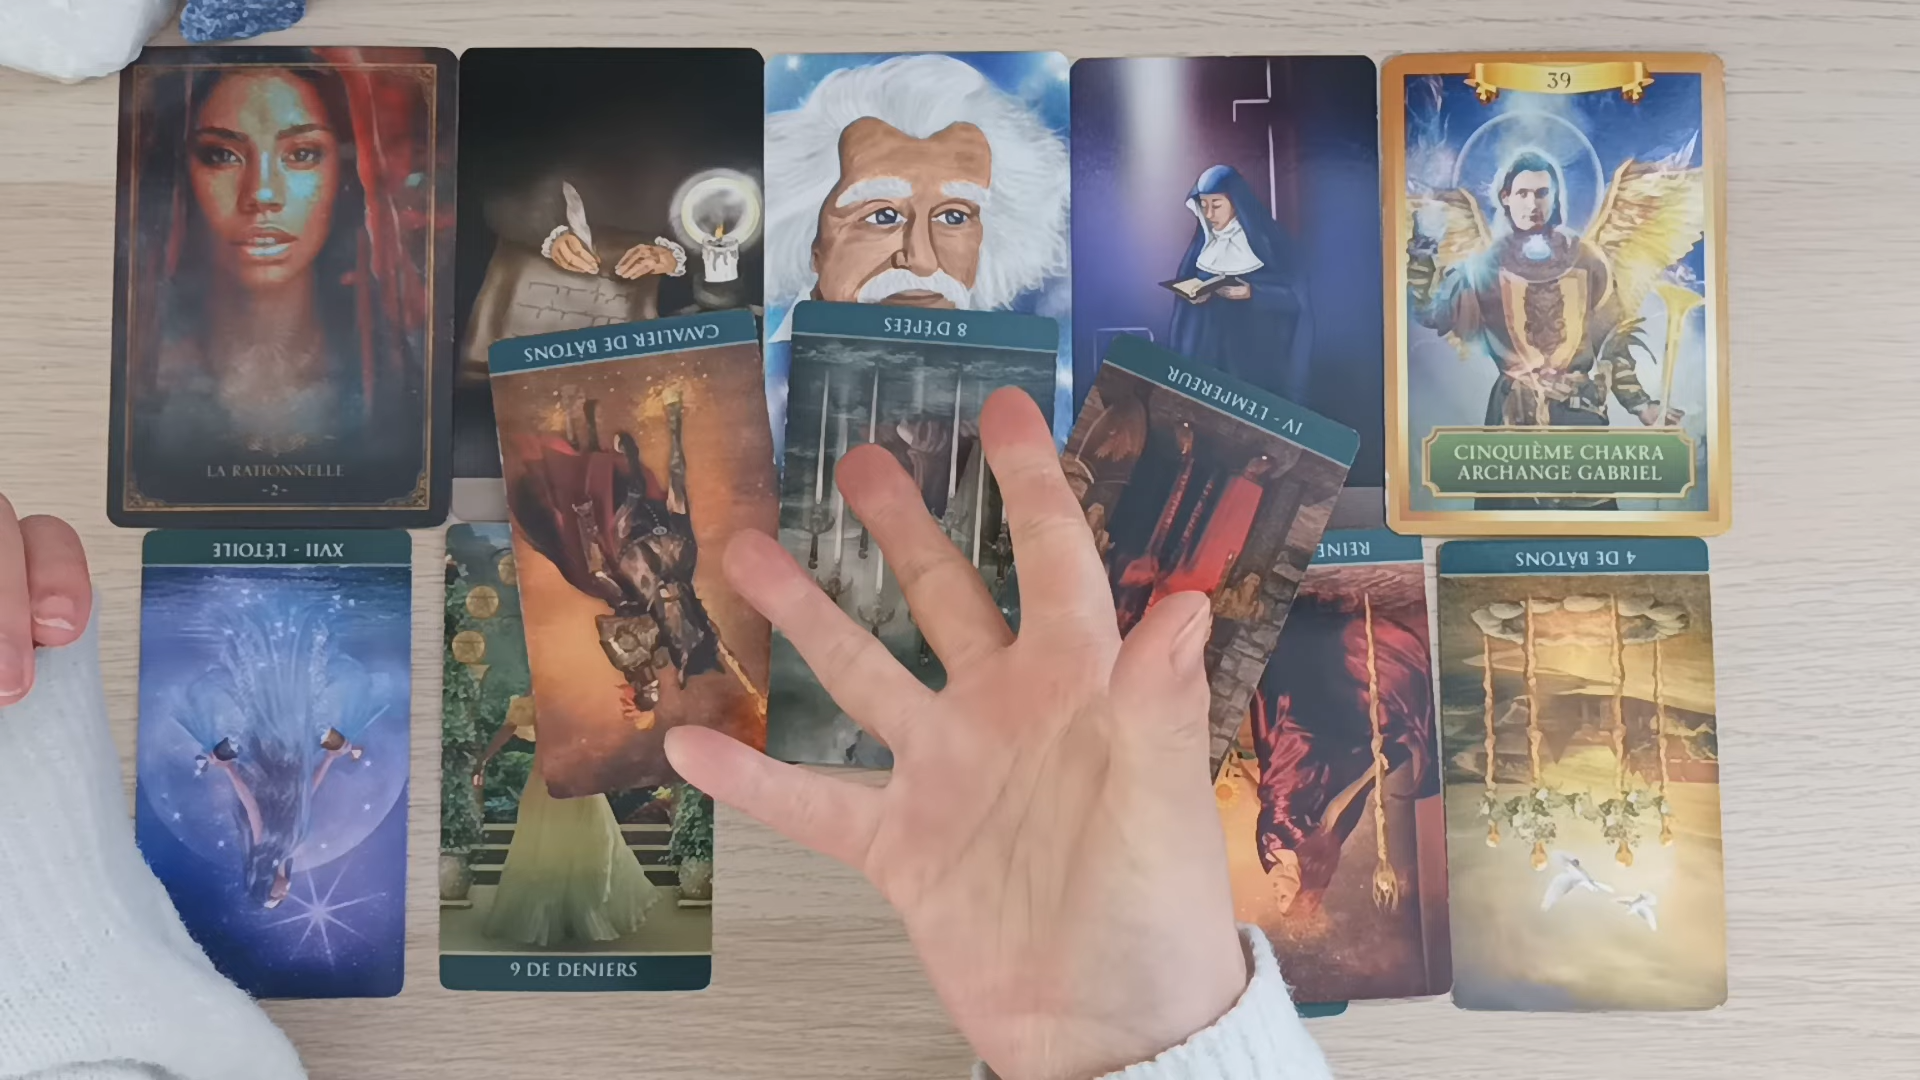 39
LA RATIONNELLE
-2-
CINQUIÈME CHAKRA
ARCHANGE GABRIEL
CAVALIER DE BÂTONS
8 D'ÉPÉES
IV - L'EMPEREUR
XVII - L'ÉTOILE
REINE
4 DE BÂTONS
9 DE DENIERS